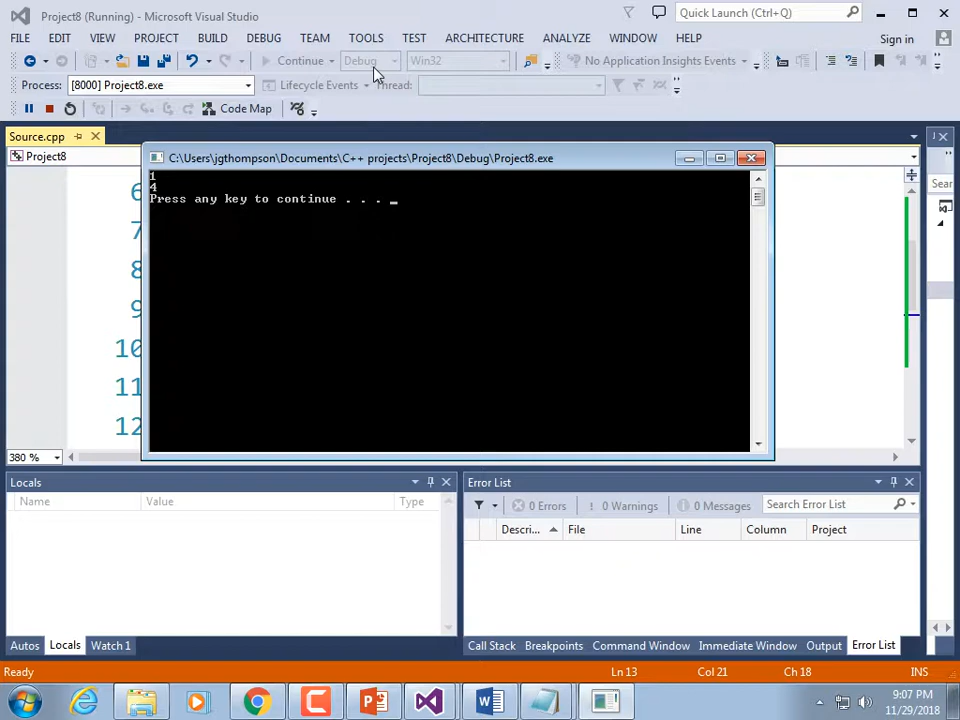 Project8 (Running) - Microsoft Visual Studio
Quick Launch (Ctrl+Q)
FILE EDIT VIEW PROJECT BUILD DEBUG TEAM TOOLS TEST ARCHITECTURE ANALYZE WINDOW HELP Sign in
Continue Debug Win32 No Application Insights Events
Process: [8000] Project8.exe Lifecycle Events Thread:
Code Map
Source.cpp
Project8
Sear
C:\Users\jgthompson\Documents\C++ projects\Project8\Debug\Project8.exe
1
4
Press any key to continue . . . _
6
7
8
9
10
11
12
380 %
Locals
Name Value Type
Autos Locals Watch 1
Error List
0 Errors 0 Warnings 0 Messages Search Error List
Descri... File Line Column Project
Call Stack Breakpoints Command Window Immediate Window Output Error List
Ready Ln 13 Col 21 Ch 18 INS
9:07 PM
11/29/2018